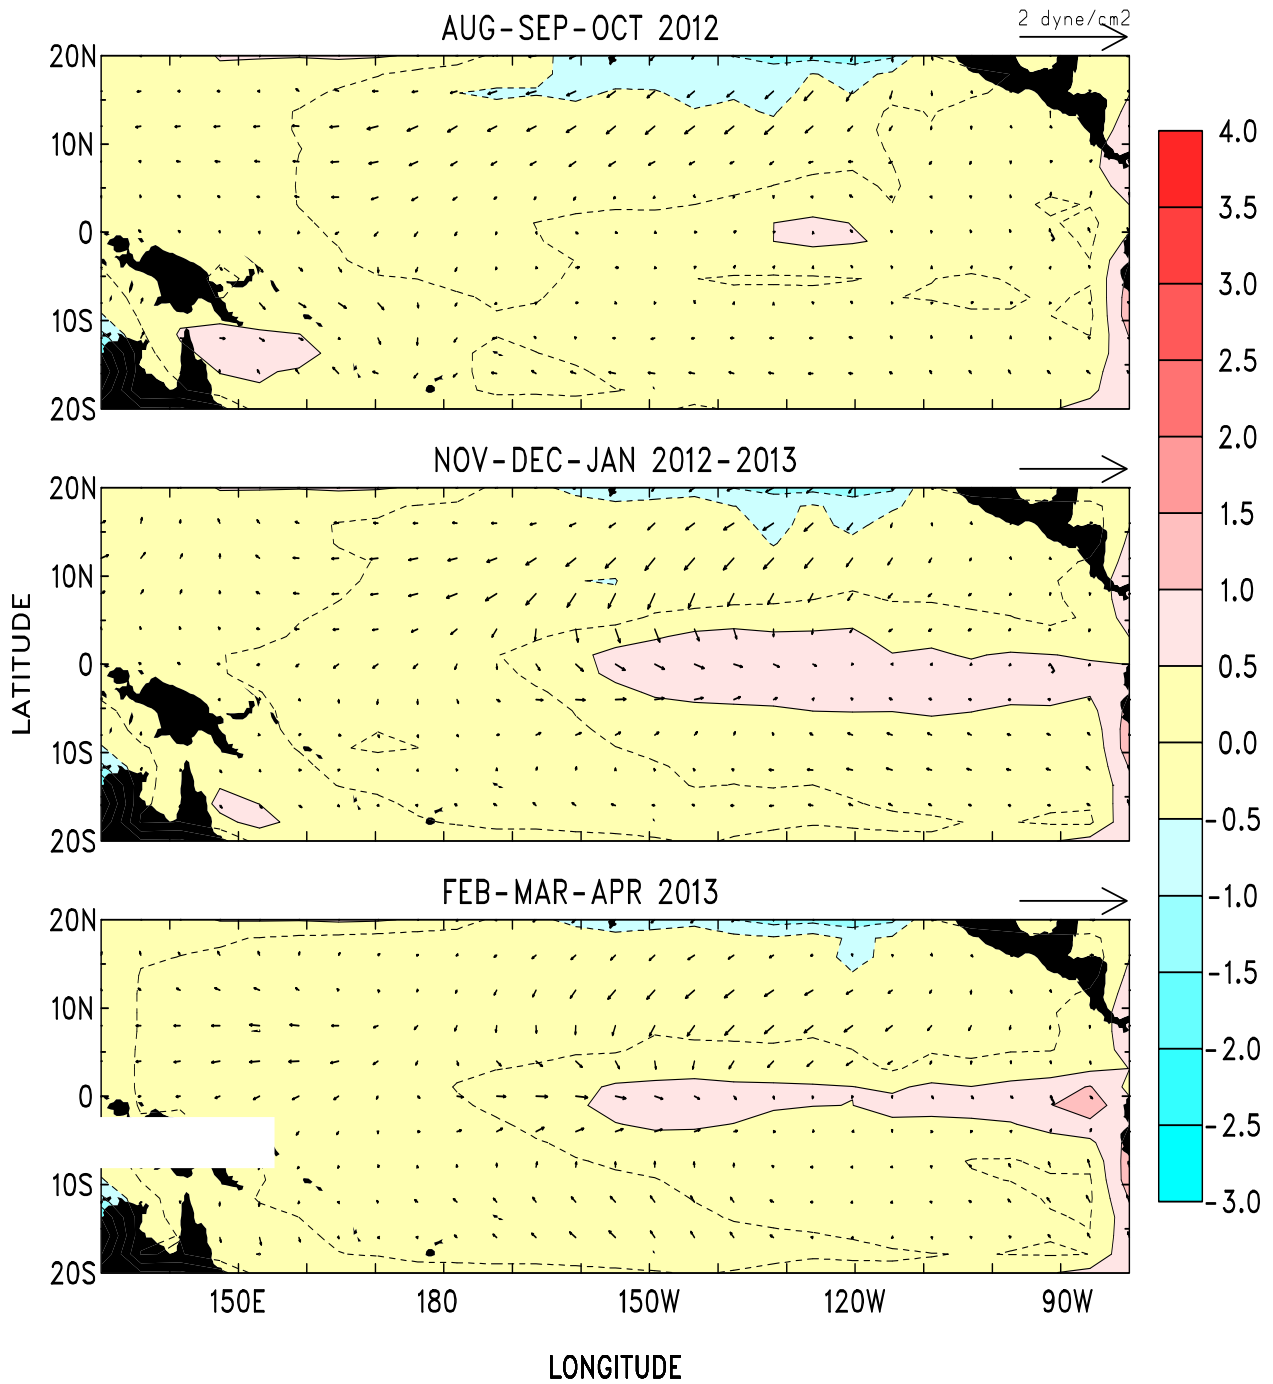 AUG-SEP-OCT 2012
2 dyne/cm2
20N
10N
0
10S
20S
NOV-DEC-JAN 2012-2013
20N
10N
0
10S
20S
LATITUDE
FEB-MAR-APR 2013
20N
10N
0
10S
20S
150E 180 150W 120W 90W
LONGITUDE
4.0
3.5
3.0
2.5
2.0
1.5
1.0
0.5
0.0
-0.5
-1.0
-1.5
-2.0
-2.5
-3.0